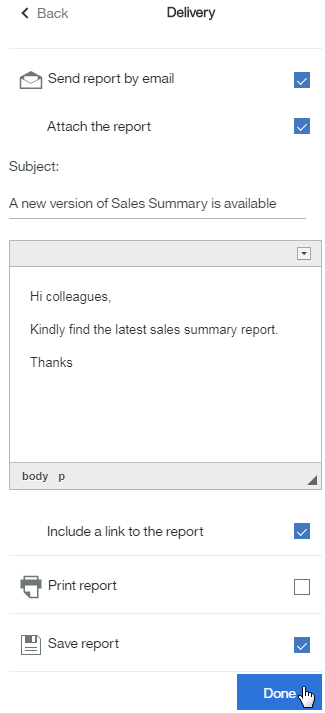 Back
Delivery
Send report by email
Attach the report
Subject:
A new version of Sales Summary is available
Hi colleagues,
Kindly find the latest sales summary report.
Thanks
body p
Include a link to the report
Print report
Save report
Done